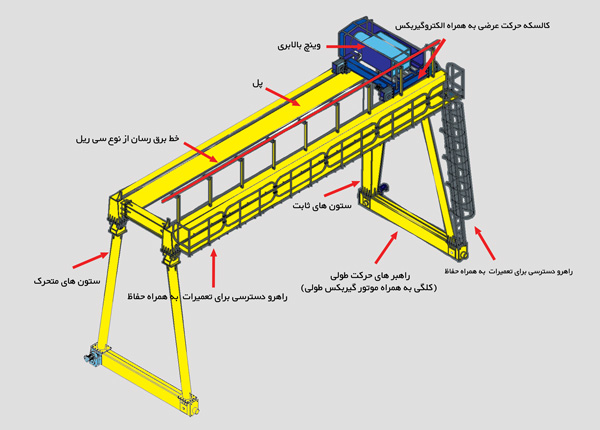 کالسکه حرکت عرضی به همراه الکتروگیربکس
وینچ بالابری
پل
خط برق رسان از نوع سی ریل
ستون های ثابت
ستون های متحرک
راهبر های حرکت طولی
(کلگی به همراه موتور گیربکس طولی)
راهرو دسترسی برای تعمیرات به همراه حفاظ
راهرو دسترسی برای تعمیرات به همراه حفاظ